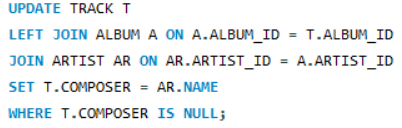 UPDATE TRACK T
LEFT JOIN ALBUM A ON A.ALBUM_ID = T.ALBUM_ID
JOIN ARTIST AR ON AR.ARTIST_ID = A.ARTIST_ID
SET T.COMPOSER = AR.NAME
WHERE T.COMPOSER IS NULL;